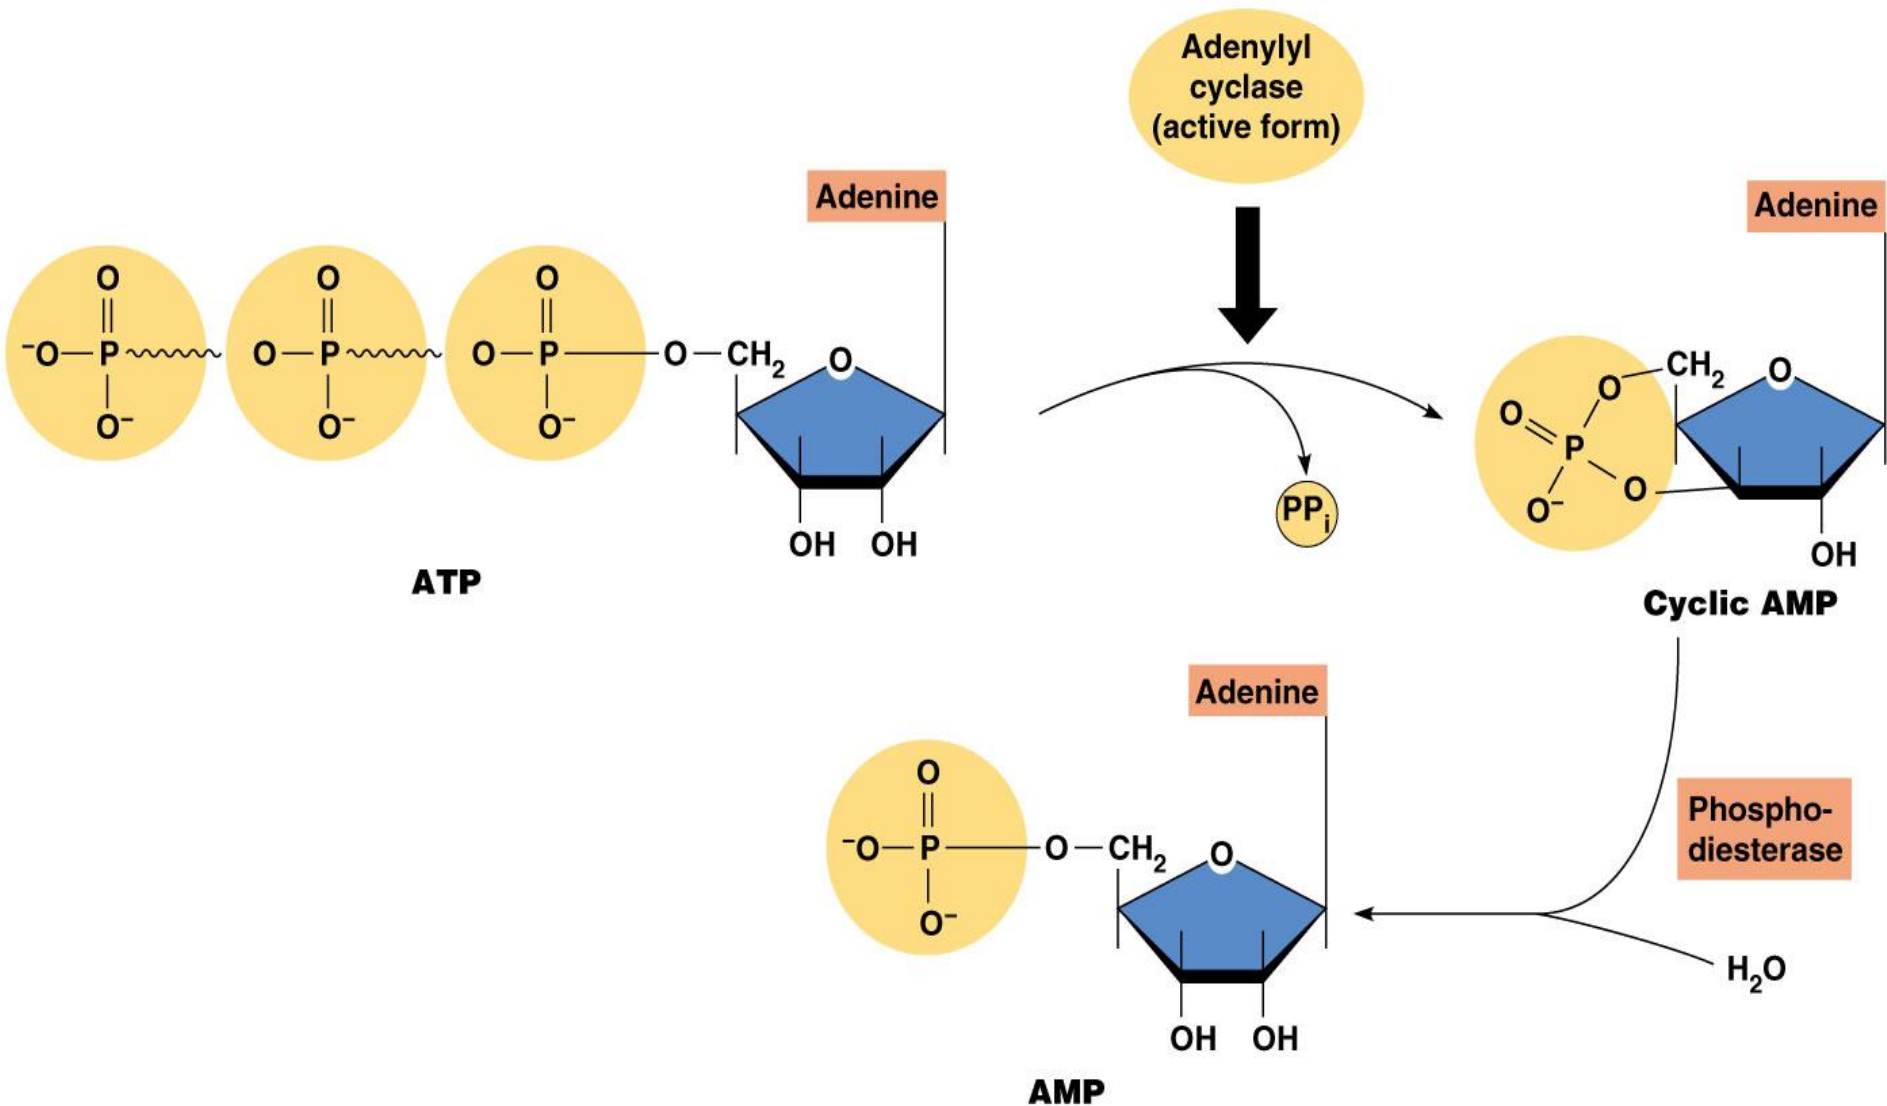 Adenylyl
cyclase
(active form)
Adenine
Adenine
O
O
O
⁻O
P
O
P
O
P
O
CH₂
O
O⁻
O⁻
O⁻
OH
OH
ATP
PPᵢ
CH₂
O
O
O
P
O
O⁻
OH
Cyclic AMP
Adenine
O
⁻O
P
O
CH₂
O
O⁻
OH
OH
AMP
Phospho-
diesterase
H₂O